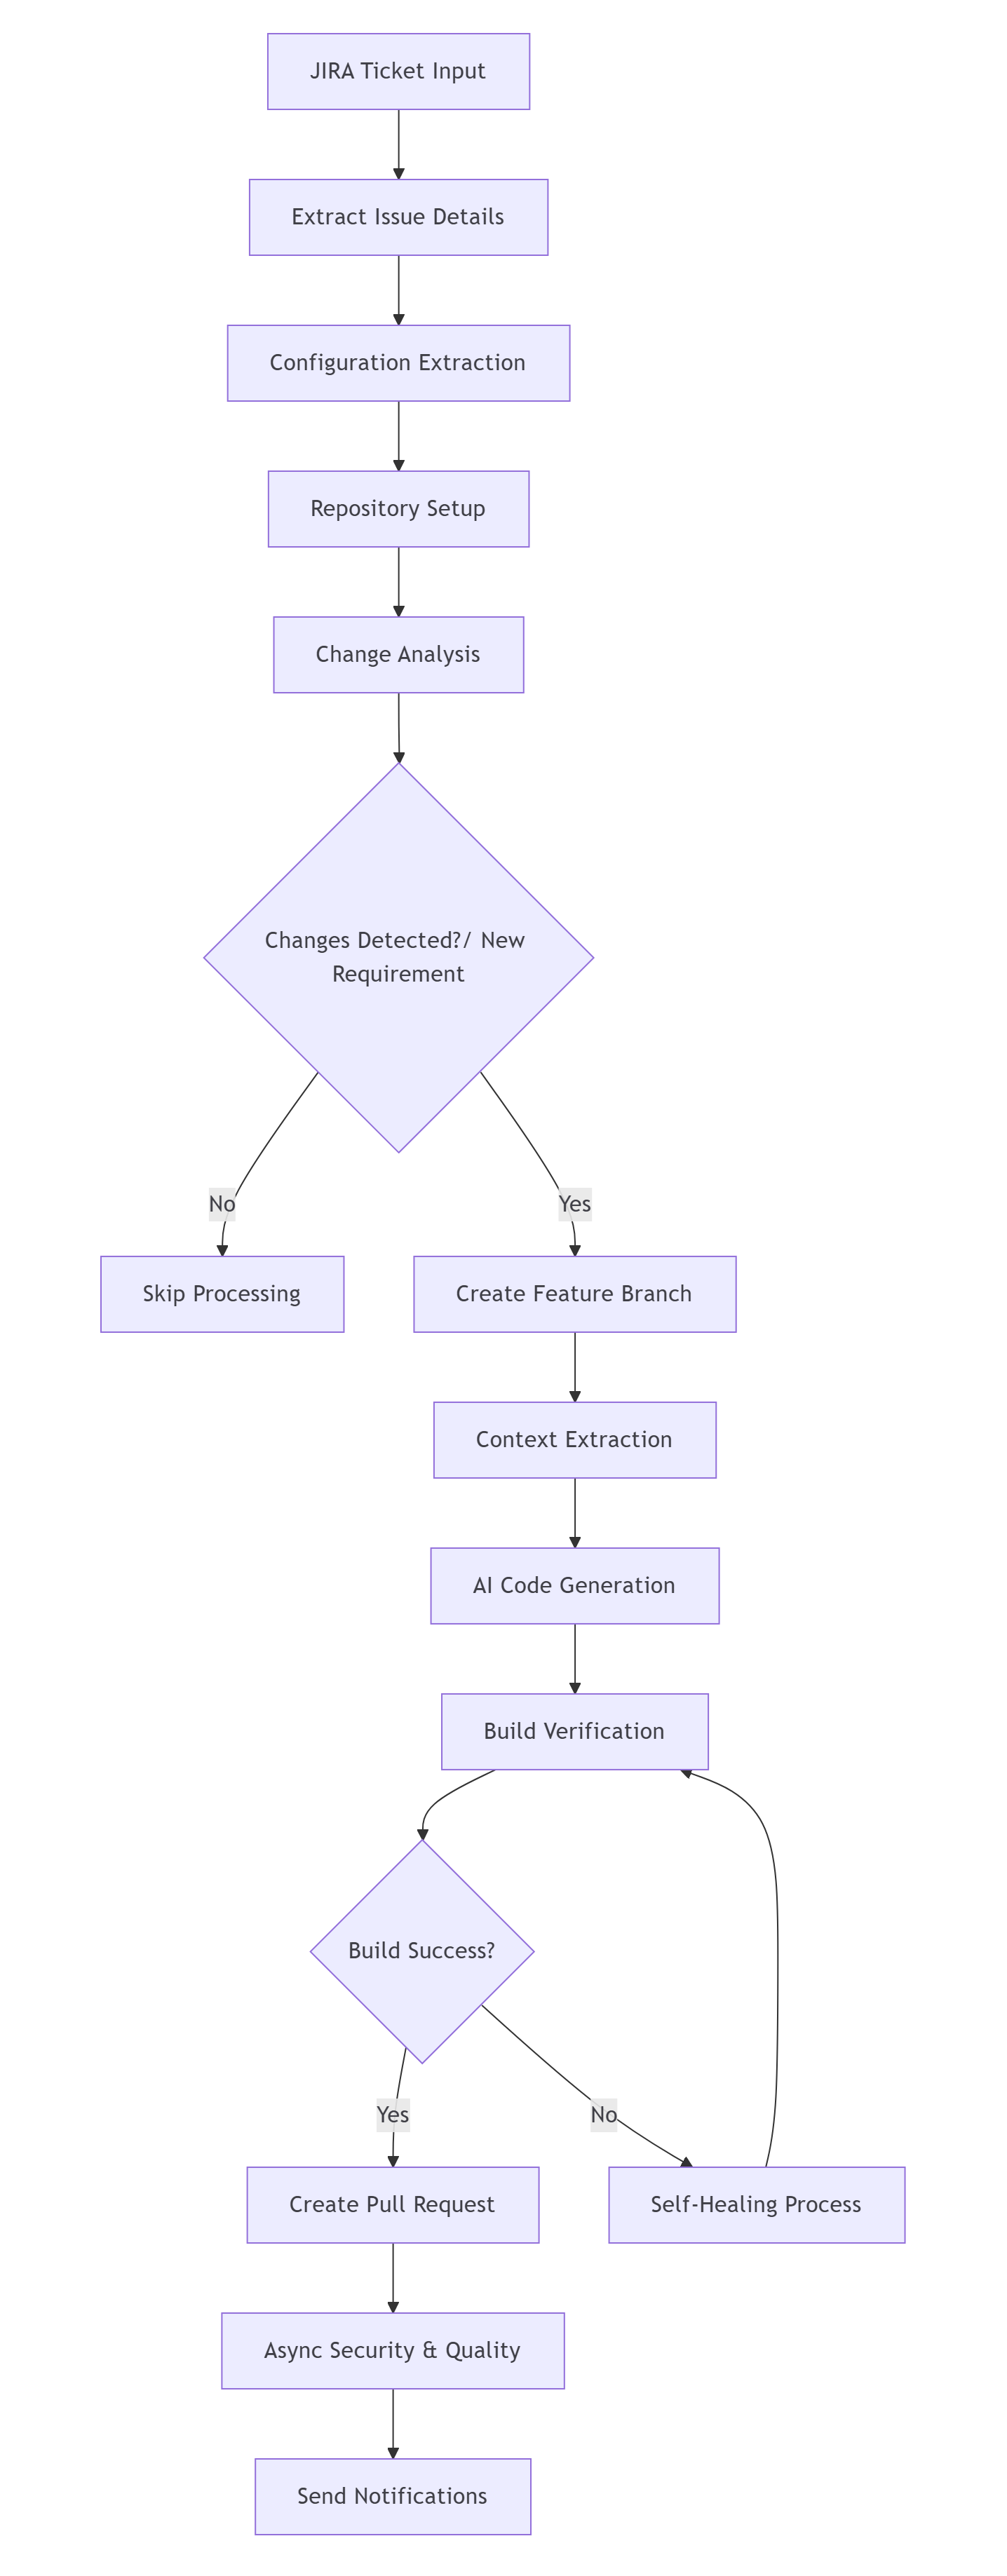 JIRA Ticket Input
Extract Issue Details
Configuration Extraction
Repository Setup
Change Analysis
Changes Detected?/ New
Requirement
No
Yes
Skip Processing
Create Feature Branch
Context Extraction
AI Code Generation
Build Verification
Build Success?
Yes
No
Create Pull Request
Self-Healing Process
Async Security & Quality
Send Notifications